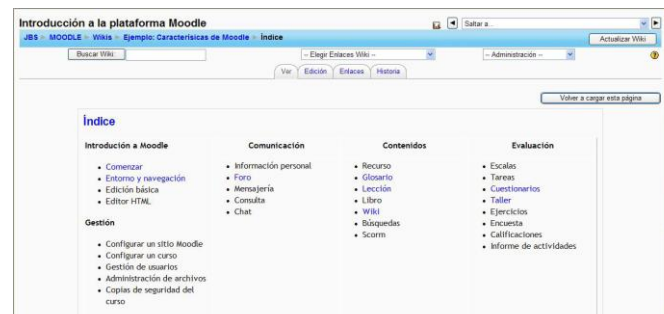 Introducción a la plataforma Moodle
Saltar a...
JBS ► MOODLE ► Wikis ► Ejemplo: Caraterísicas de Moodle ► Índice
Actualizar Wiki
Buscar Wiki:
-- Elegir Enlaces Wiki --
-- Administración --
Ver
Edición
Enlaces
Historia
Volver a cargar esta página
Índice
Introdución a Moodle
• Comenzar
• Entorno y navegación
• Edición básica
• Editor HTML
Gestión
• Configurar un sitio Moodle
• Configurar un curso
• Gestión de usuarios
• Administración de archivos
• Copias de seguridad del
curso
Comunicación
• Información personal
• Foro
• Mensajería
• Consulta
• Chat
Contenidos
• Recurso
• Glosario
• Lección
• Libro
• Wiki
• Búsquedas
• Scorm
Evaluación
• Escalas
• Tareas
• Cuestionarios
• Taller
• Ejercicios
• Encuesta
• Calificaciones
• Informe de actividades